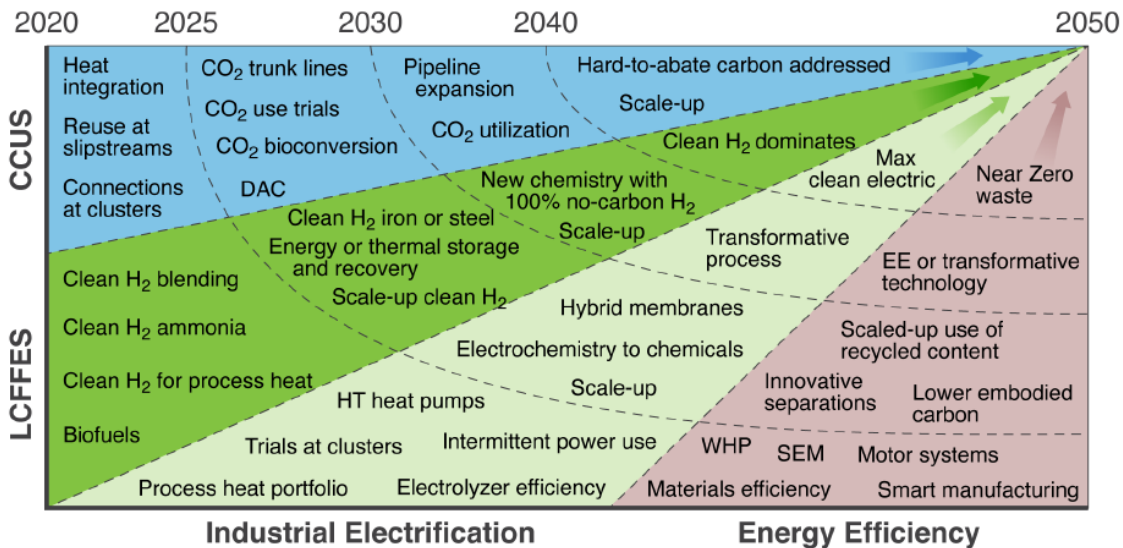 2020
2025
2030
2040
2050
CCUS
LCFFES
Heat
integration
Reuse at
slipstreams
Connections
at clusters
CO₂ trunk lines
CO₂ use trials
CO₂ bioconversion
DAC
Pipeline
expansion
CO₂ utilization
Hard-to-abate carbon addressed
Scale-up
Clean H₂ blending
Clean H₂ ammonia
Clean H₂ for process heat
Biofuels
Clean H₂ iron or steel
Energy or thermal storage
and recovery
Scale-up clean H₂
New chemistry with
100% no-carbon H₂
Scale-up
Clean H₂ dominates
Process heat portfolio
Trials at clusters
HT heat pumps
Intermittent power use
Electrolyzer efficiency
Electrochemistry to chemicals
Scale-up
Hybrid membranes
Transformative
process
Max
clean electric
Near Zero
waste
EE or transformative
technology
Scaled-up use of
recycled content
Innovative
separations
Lower embodied
carbon
WHP
SEM
Motor systems
Materials efficiency
Smart manufacturing
Industrial Electrification
Energy Efficiency